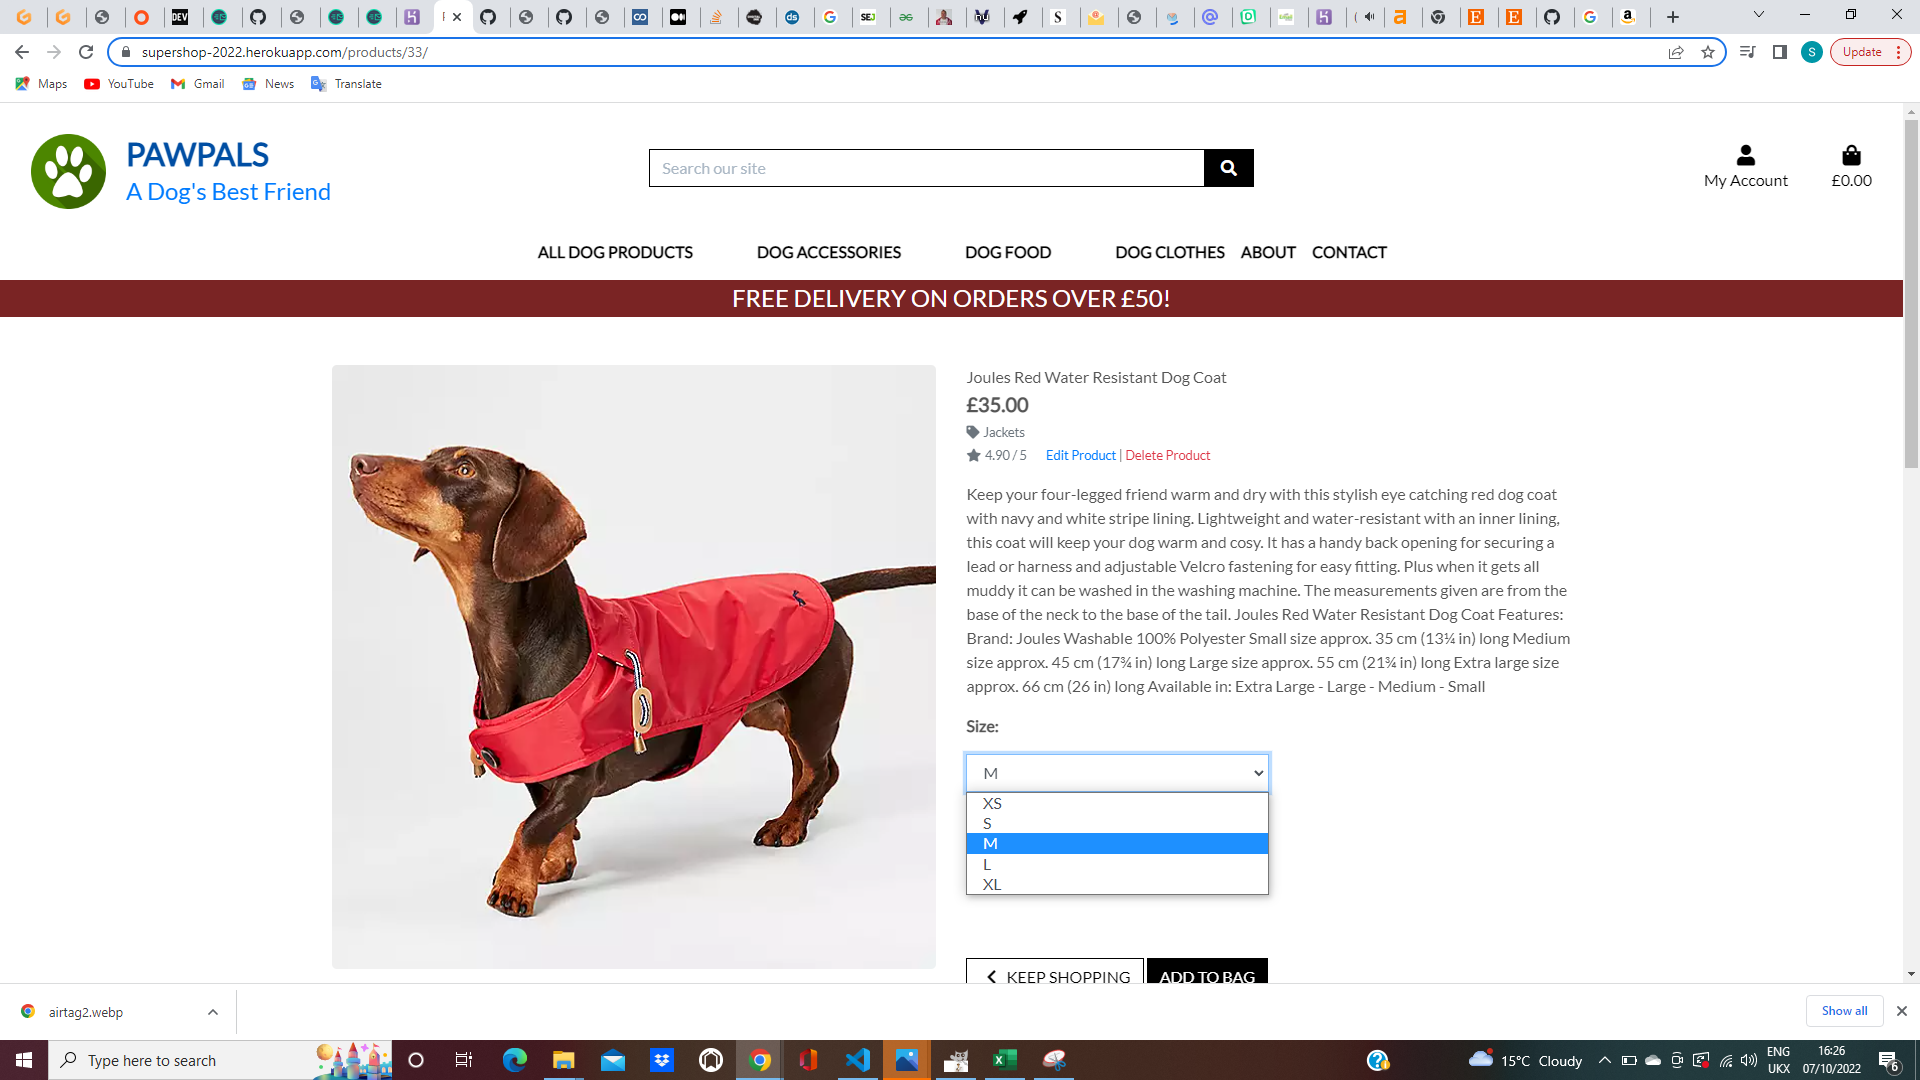 supershop-2022.herokuapp.com/products/33/
Update
Maps
YouTube
Gmail
News
Translate
PAWPALS
A Dog's Best Friend
Search our site
My Account
£0.00
ALL DOG PRODUCTS
DOG ACCESSORIES
DOG FOOD
DOG CLOTHES
ABOUT
CONTACT
FREE DELIVERY ON ORDERS OVER £50!
Joules Red Water Resistant Dog Coat
£35.00
Jackets
4.90 / 5 Edit Product | Delete Product
Keep your four-legged friend warm and dry with this stylish eye catching red dog coat
with navy and white stripe lining. Lightweight and water-resistant with an inner lining,
this coat will keep your dog warm and cosy. It has a handy back opening for securing a
lead or harness and adjustable Velcro fastening for easy fitting. Plus when it gets all
muddy it can be washed in the washing machine. The measurements given are from the
base of the neck to the base of the tail. Joules Red Water Resistant Dog Coat Features:
Brand: Joules Washable 100% Polyester Small size approx. 35 cm (13¼ in) long Medium
size approx. 45 cm (17¾ in) long Large size approx. 55 cm (21¾ in) long Extra large size
approx. 66 cm (26 in) long Available in: Extra Large - Large - Medium - Small
Size:
M
XS
S
M
L
XL
KEEP SHOPPING
ADD TO BAG
airtag2.webp
Show all
Type here to search
15°C Cloudy
ENG
UKX
16:26
07/10/2022
6